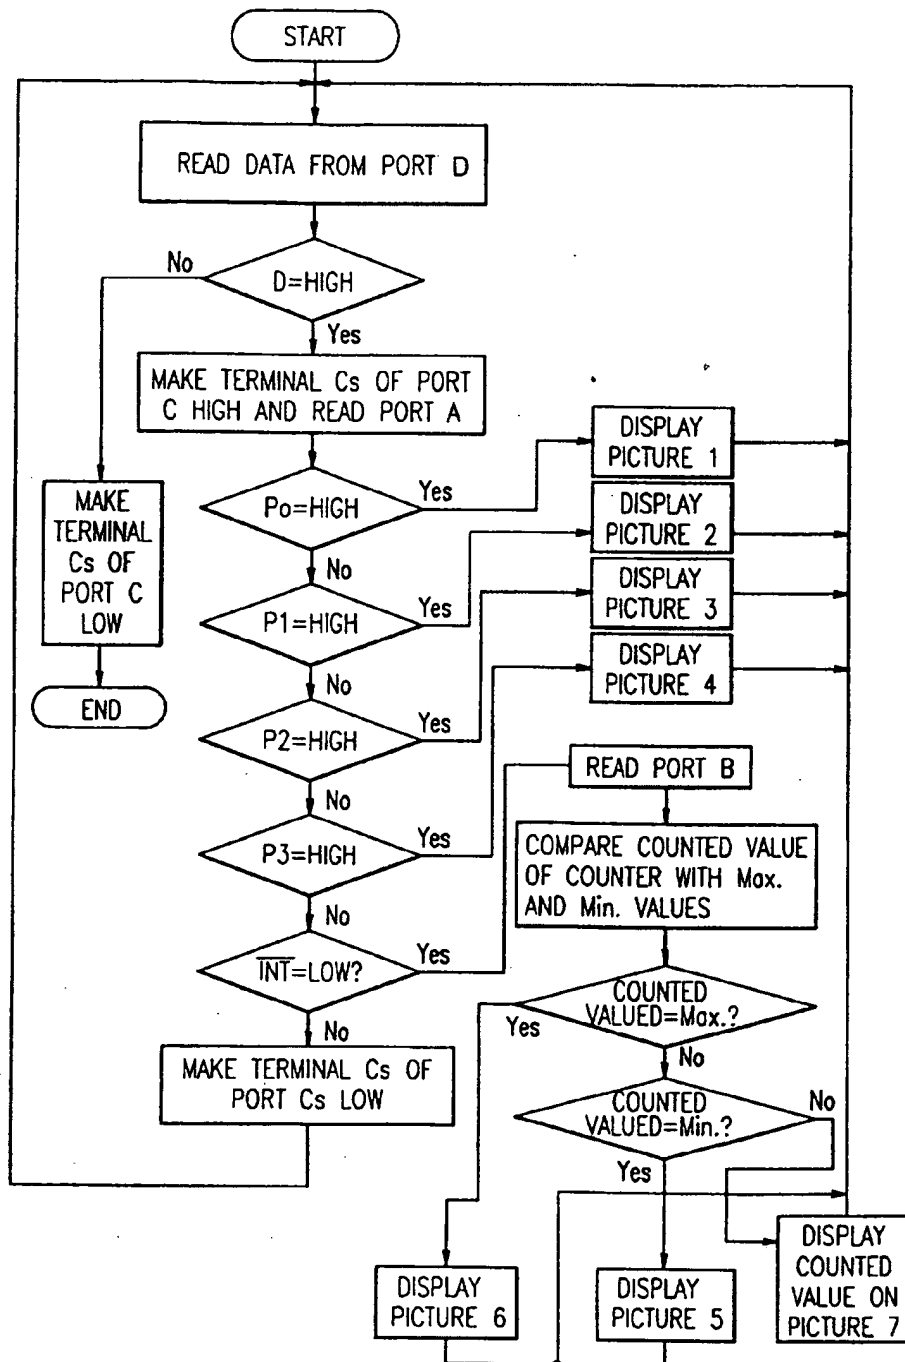 START
READ DATA FROM PORT D
No
D=HIGH
Yes
MAKE TERMINAL Cs OF PORT
C HIGH AND READ PORT A
DISPLAY
PICTURE 1
Po=HIGH
Yes
MAKE
TERMINAL
Cs OF
PORT C
LOW
DISPLAY
PICTURE 2
No
P1=HIGH
Yes
DISPLAY
PICTURE 3
END
No
DISPLAY
PICTURE 4
P2=HIGH
Yes
READ PORT B
No
P3=HIGH
Yes
COMPARE COUNTED VALUE
OF COUNTER WITH Max.
AND Min. VALUES
No
I̅N̅T̅=LOW?
Yes
COUNTED
VALUED=Max.?
Yes
No
No
MAKE TERMINAL Cs OF
PORT Cs LOW
COUNTED
VALUED=Min.?
No
Yes
DISPLAY
PICTURE 6
DISPLAY
PICTURE 5
DISPLAY
COUNTED
VALUE ON
PICTURE 7